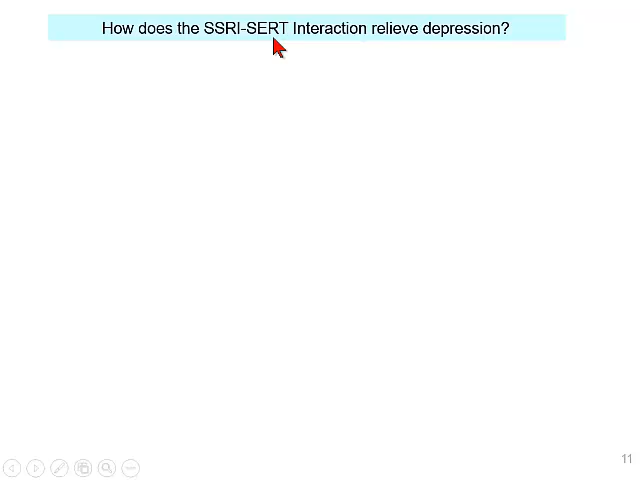 How does the SSRI-SERT Interaction relieve depression?
11